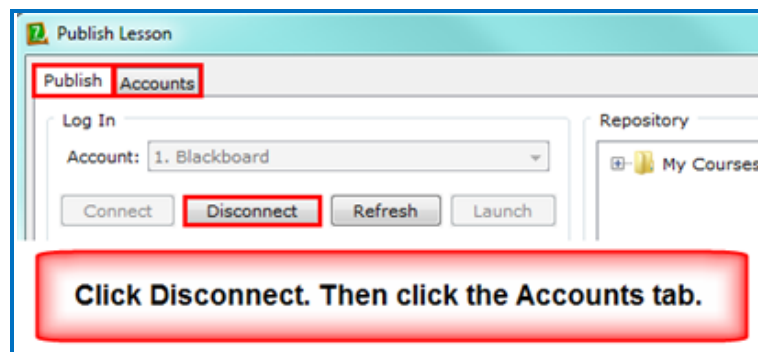 Publish Lesson
Publish Accounts
Log In
Account: 1. Blackboard
Connect Disconnect Refresh Launch
Repository
My Courses
Click Disconnect. Then click the Accounts tab.